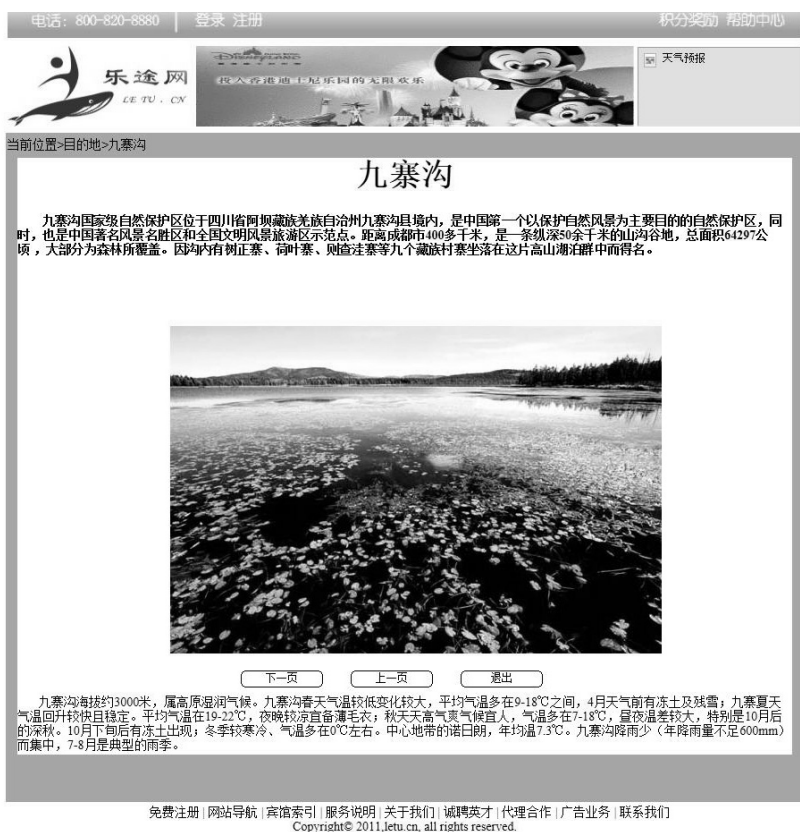 电话：800-820-8880 │ 登录 注册 积分奖励 帮助中心
乐途网
LE TU . CN
DISNEYLAND
投入香港迪士尼乐园的无限欢乐
天气预报
当前位置>目的地>九寨沟
九寨沟
九寨沟国家级自然保护区位于四川省阿坝藏族羌族自治州九寨沟县境内，是中国第一个以保护自然风景为主要目的的自然保护区，同
时，也是中国著名风景名胜区和全国文明风景旅游区示范点。距离成都市400多千米，是一条纵深50余千米的山沟谷地，总面积64297公
顷，大部分为森林所覆盖。因沟内有树正寨、荷叶寨、则查洼寨等九个藏族村寨坐落在这片高山湖泊群中而得名。
下一页 上一页 退出
九寨沟海拔约3000米，属高原湿润气候。九寨沟春天气温较低变化较大，平均气温多在9-18℃之间，4月天气前有冻土及残雪；九寨夏天
气温回升较快且稳定。平均气温在19-22℃，夜晚较凉宜备薄毛衣；秋天天高气爽气候宜人，气温多在7-18℃，昼夜温差较大，特别是10月后
的深秋。10月下旬后有冻土出现；冬季较寒冷、气温多在0℃左右。中心地带的诺日朗，年均温7.3℃。九寨沟降雨少（年降雨量不足600mm）
而集中，7-8月是典型的雨季。
免费注册 | 网站导航 | 宾馆索引 | 服务说明 | 关于我们 | 诚聘英才 | 代理合作 | 广告业务 | 联系我们
Copyright© 2011,letu.cn, all rights reserved.